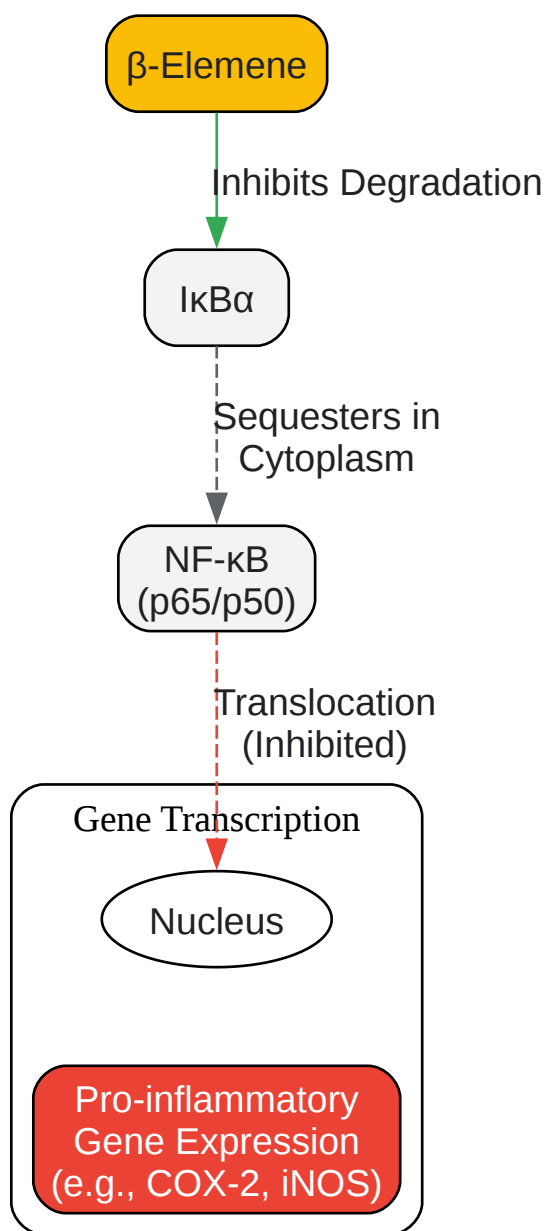 β-Elemene
Inhibits Degradation
IκBα
Sequesters in
Cytoplasm
NF-κB
(p65/p50)
Translocation
(Inhibited)
Gene Transcription
Nucleus
Pro-inflammatory
Gene Expression
(e.g., COX-2, iNOS)